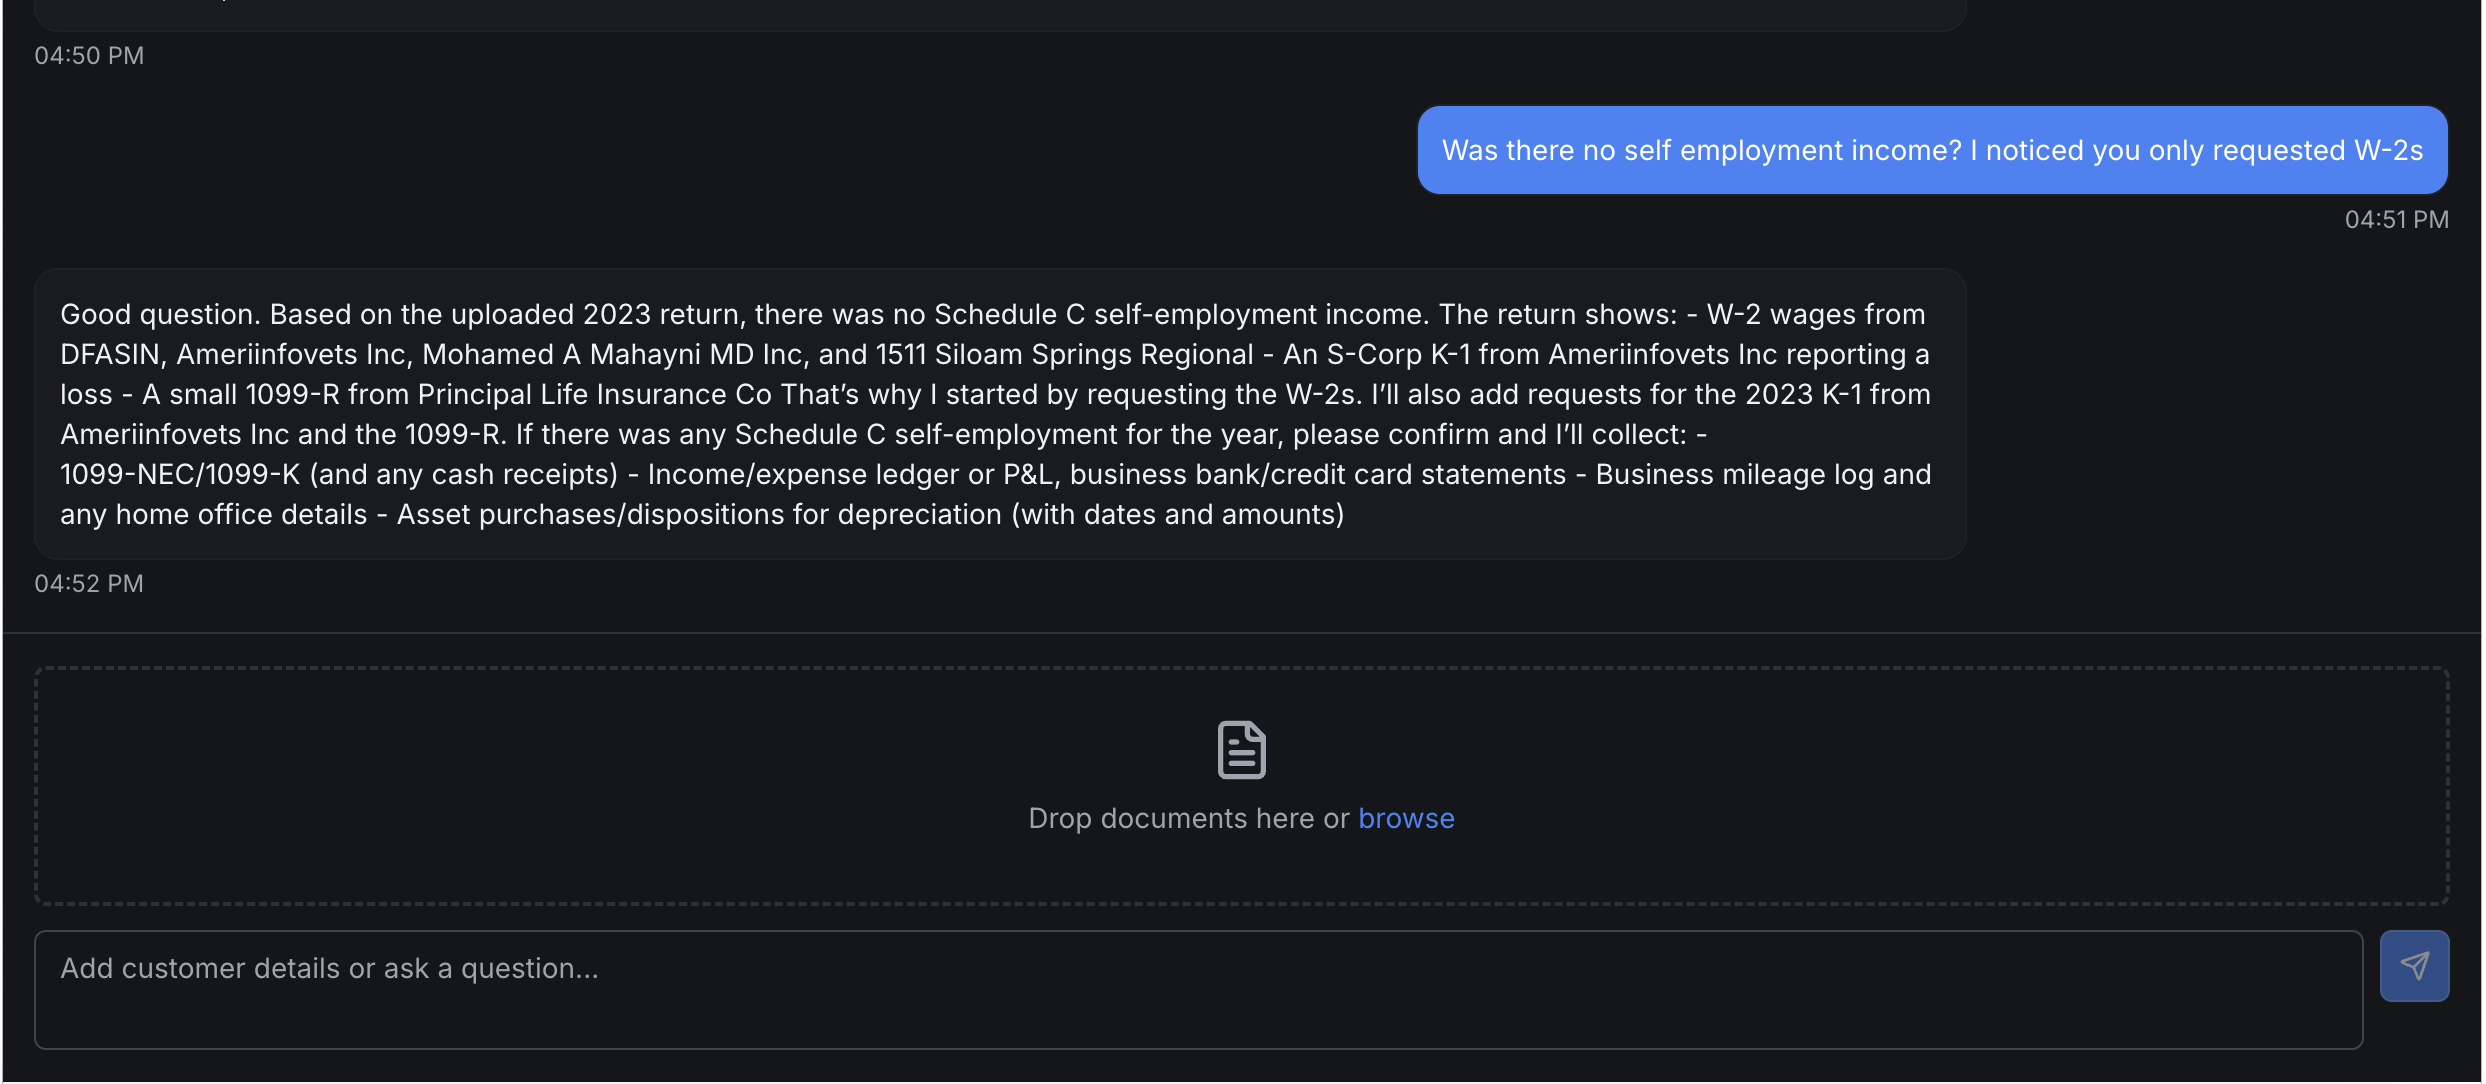 04:50 PM
Was there no self employment income? I noticed you only requested W-2s
04:51 PM
Good question. Based on the uploaded 2023 return, there was no Schedule C self-employment income. The return shows: - W-2 wages from
DFASIN, Ameriinfovets Inc, Mohamed A Mahayni MD Inc, and 1511 Siloam Springs Regional - An S-Corp K-1 from Ameriinfovets Inc reporting a
loss - A small 1099-R from Principal Life Insurance Co That’s why I started by requesting the W-2s. I’ll also add requests for the 2023 K-1 from
Ameriinfovets Inc and the 1099-R. If there was any Schedule C self-employment for the year, please confirm and I’ll collect: -
1099-NEC/1099-K (and any cash receipts) - Income/expense ledger or P&L, business bank/credit card statements - Business mileage log and
any home office details - Asset purchases/dispositions for depreciation (with dates and amounts)
04:52 PM
Drop documents here or browse
Add customer details or ask a question...